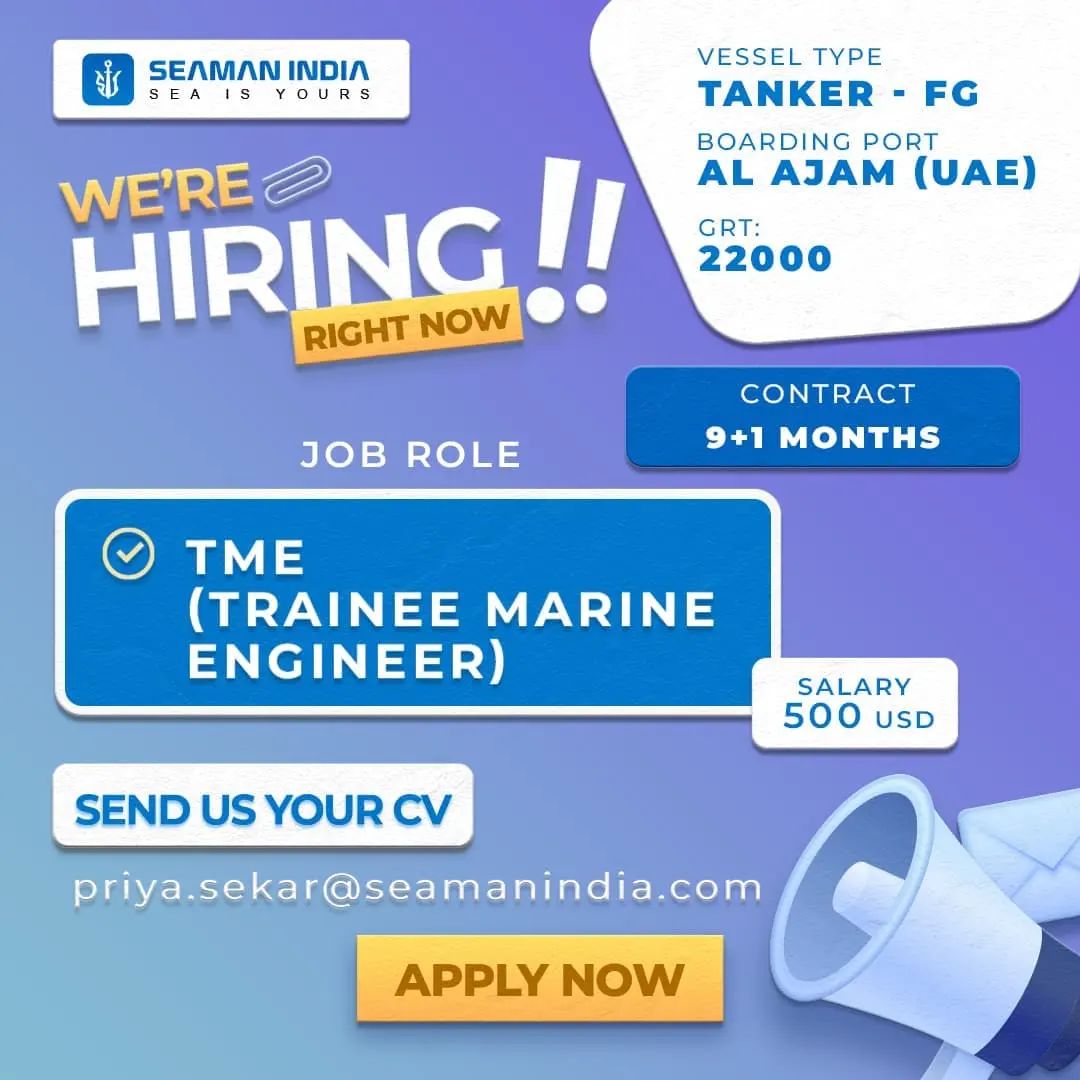 SEAMAN INDIA
SEA IS YOURS
WE'RE
HIRING!!
RIGHT NOW
VESSEL TYPE
TANKER - FG
BOARDING PORT
AL AJAM (UAE)
GRT:
22000
CONTRACT
9+1 MONTHS
JOB ROLE
TME
(TRAINEE MARINE
ENGINEER)
SALARY
500 USD
SEND US YOUR CV
priya.sekar@seamanindia.com
APPLY NOW